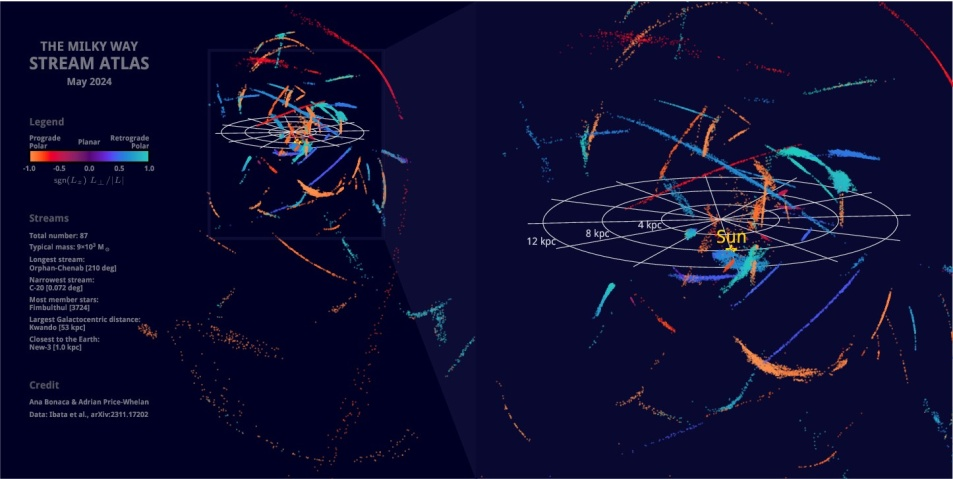 THE MILKY WAY
STREAM ATLAS
May 2024
Legend
Prograde Polar
Planar
Retrograde Polar
-1.0 -0.5 0.0 0.5 1.0
sgn(L_z) L_⊥/|L|
Streams
Total number: 87
Typical mass: 9×10³ M⊙
Longest stream:
Orphan-Chenab [210 deg]
Narrowest stream:
C-20 [0.072 deg]
Most member stars:
Fimbulthul [3724]
Largest Galactocentric distance:
Kwando [53 kpc]
Closest to the Earth:
New-3 [1.0 kpc]
Credit
Ana Bonaca & Adrian Price-Whelan
Data: Ibata et al., arXiv:2311.17202
12 kpc
8 kpc
4 kpc
Sun